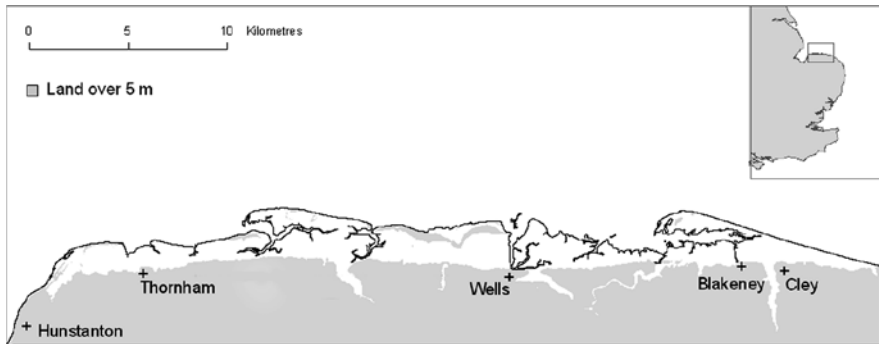 0 5 10 Kilometres
Land over 5 m
Thornham
Wells
Blakeney
Cley
Hunstanton